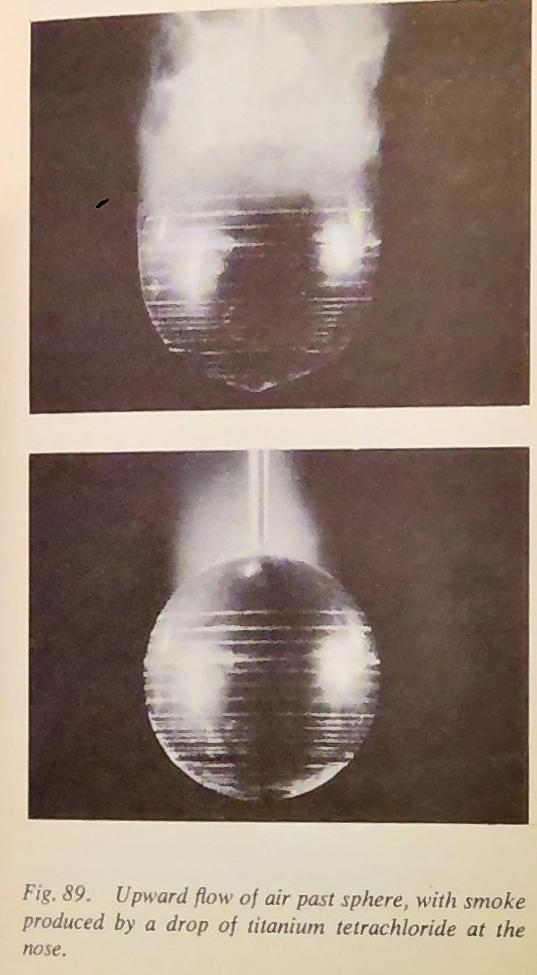 Fig. 89. Upward flow of air past sphere, with smoke
produced by a drop of titanium tetrachloride at the
nose.